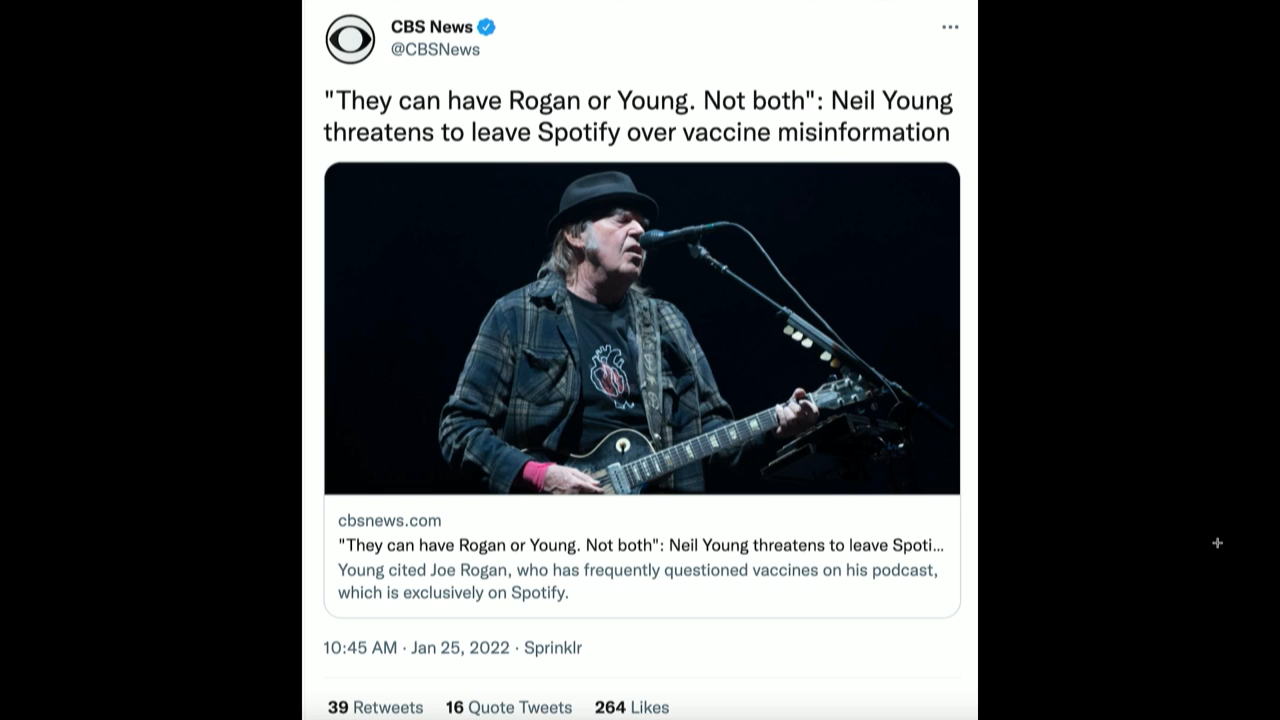 CBS News
@CBSNews
"They can have Rogan or Young. Not both": Neil Young
threatens to leave Spotify over vaccine misinformation
cbsnews.com
"They can have Rogan or Young. Not both": Neil Young threatens to leave Spoti...
Young cited Joe Rogan, who has frequently questioned vaccines on his podcast,
which is exclusively on Spotify.
10:45 AM · Jan 25, 2022 · Sprinklr
39 Retweets 16 Quote Tweets 264 Likes